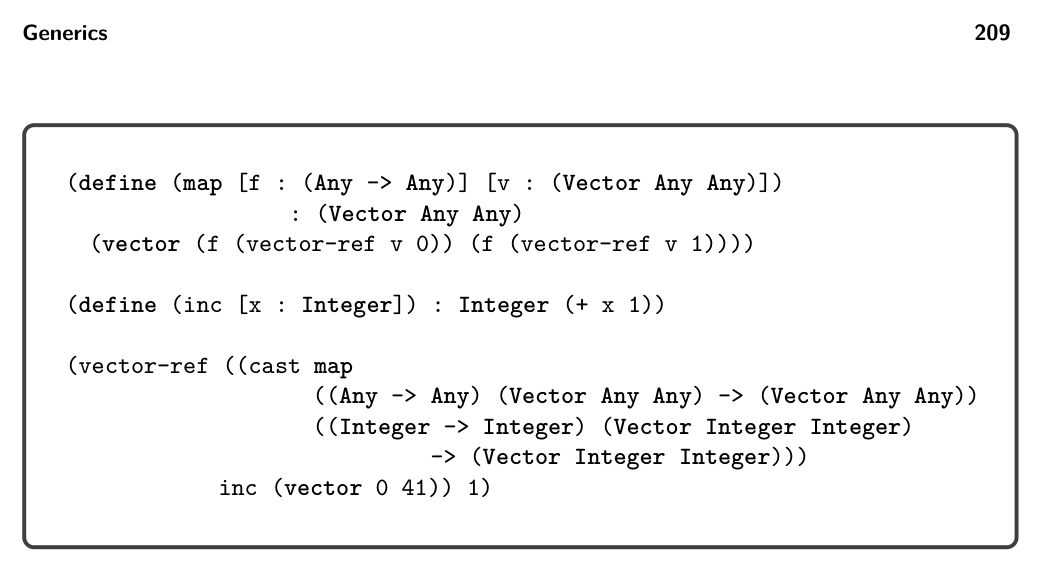 Generics 209
(define (map [f : (Any -> Any)] [v : (Vector Any Any)])
: (Vector Any Any)
(vector (f (vector-ref v 0)) (f (vector-ref v 1))))
(define (inc [x : Integer]) : Integer (+ x 1))
(vector-ref ((cast map
((Any -> Any) (Vector Any Any) -> (Vector Any Any))
((Integer -> Integer) (Vector Integer Integer)
-> (Vector Integer Integer)))
inc (vector 0 41)) 1)